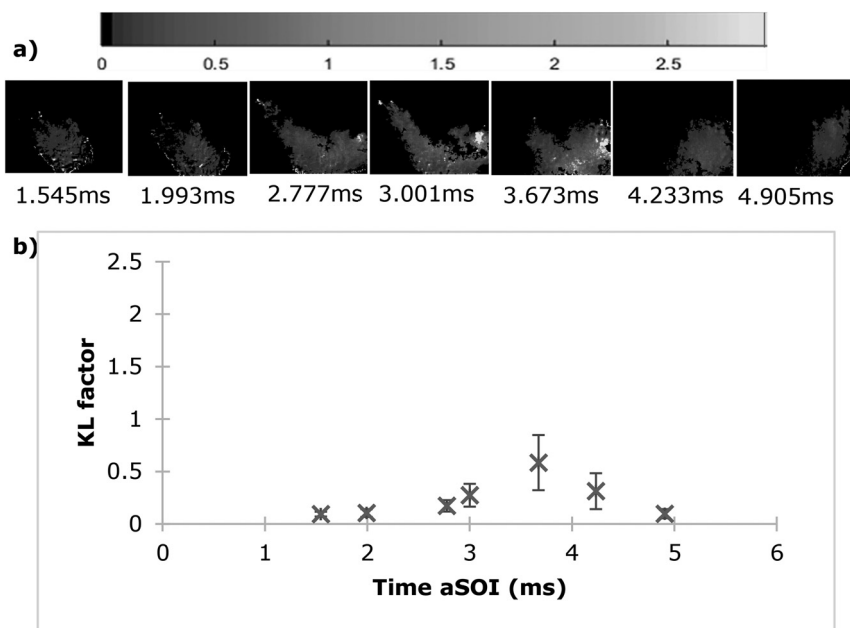 a)
0 0.5 1 1.5 2 2.5
1.545ms 1.993ms 2.777ms 3.001ms 3.673ms 4.233ms 4.905ms
b)
2.5
2
1.5
1
0.5
0
KL factor
0 1 2 3 4 5 6
Time aSOI (ms)